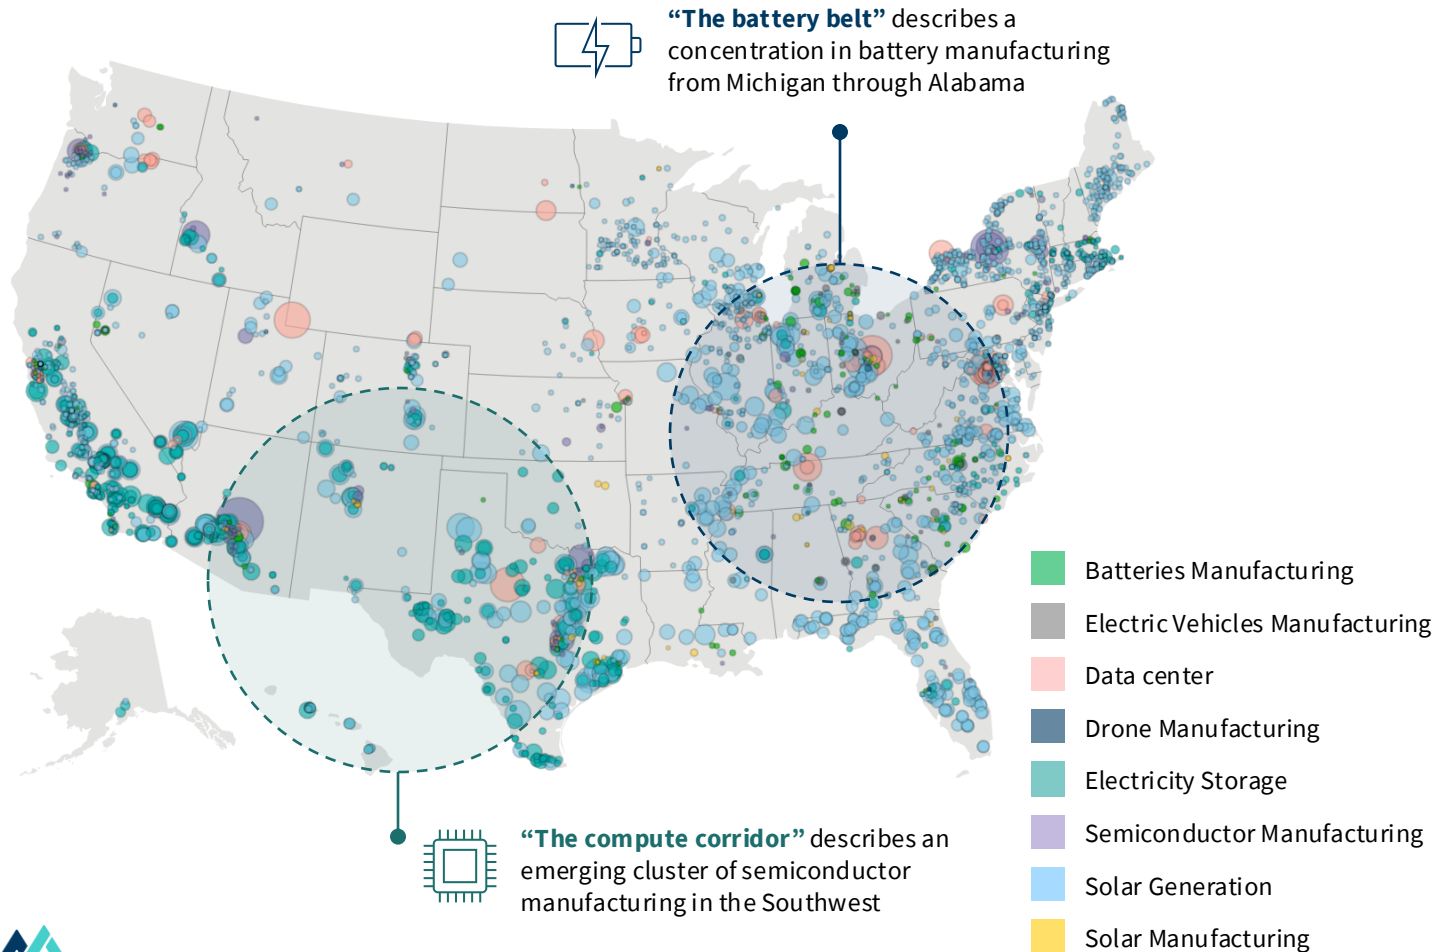 “The battery belt” describes a
concentration in battery manufacturing
from Michigan through Alabama
Batteries Manufacturing
Electric Vehicles Manufacturing
Data center
Drone Manufacturing
Electricity Storage
Semiconductor Manufacturing
Solar Generation
Solar Manufacturing
“The compute corridor” describes an
emerging cluster of semiconductor
manufacturing in the Southwest